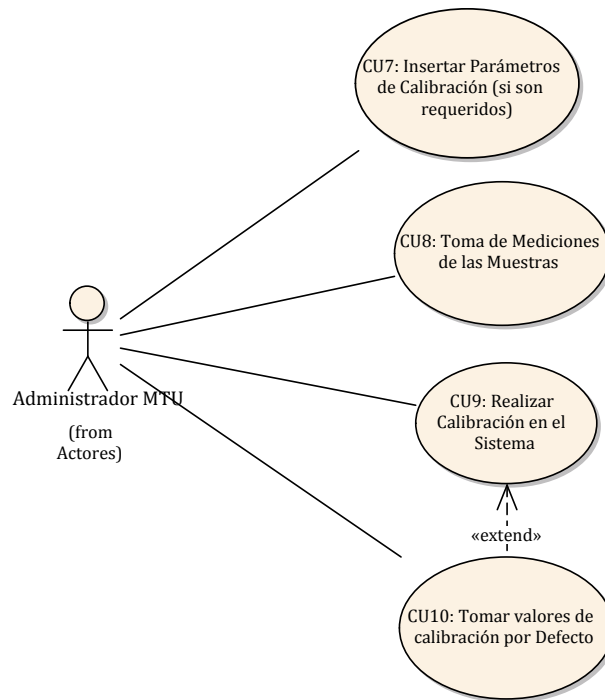 CU7: Insertar Parámetros
de Calibración (si son
requeridos)
CU8: Toma de Mediciones
de las Muestras
Administrador MTU
(from
Actores)
CU9: Realizar
Calibración en el
Sistema
«extend»
CU10: Tomar valores de
calibración por Defecto